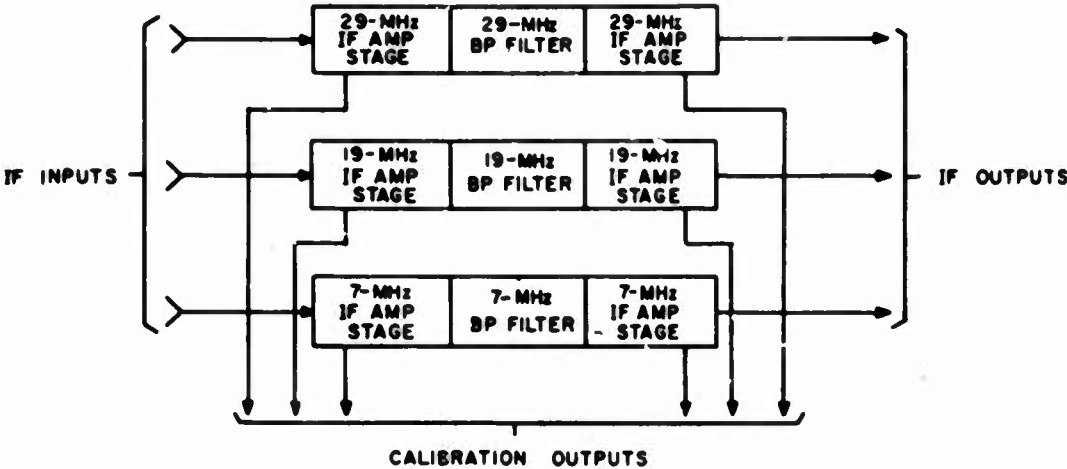 29-MHz
IF AMP
STAGE
29-MHz
BP FILTER
29-MHz
IF AMP
STAGE
IF INPUTS
19-MHz
IF AMP
STAGE
19-MHz
BP FILTER
19-MHz
IF AMP
STAGE
IF OUTPUTS
7-MHz
IF AMP
STAGE
7-MHz
BP FILTER
7-MHz
IF AMP
STAGE
CALIBRATION OUTPUTS